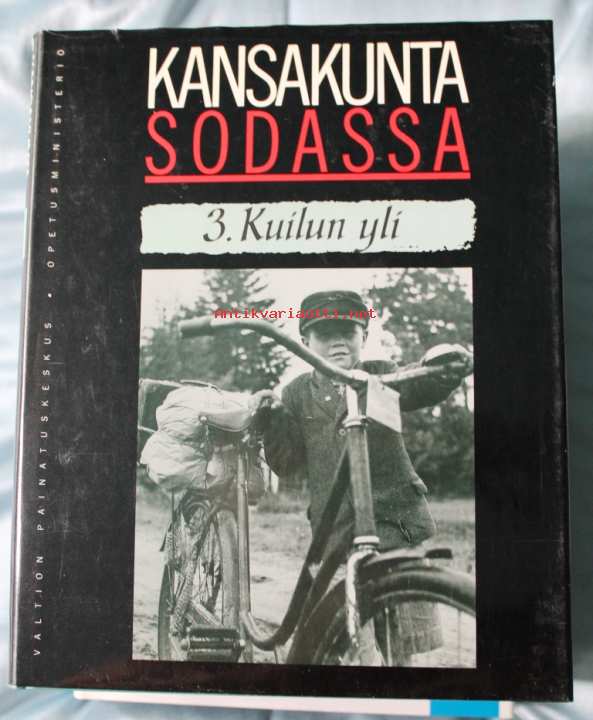 KANSAKUNTA
SODASSA
3. Kuilun yli
antikvariaatti.net
VALTION PAINATUSKESKUS • OPETUSMINISTERIÖ